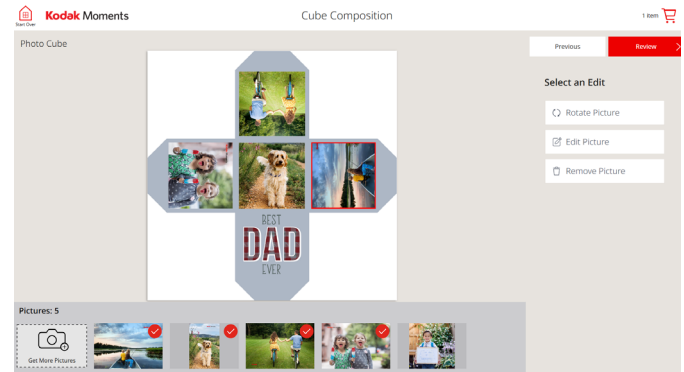 Start Over
Kodak Moments
Cube Composition
1 item
Photo Cube
Previous
Review
Select an Edit
Rotate Picture
Edit Picture
Remove Picture
BEST
DAD
EVER
Pictures: 5
Get More Pictures